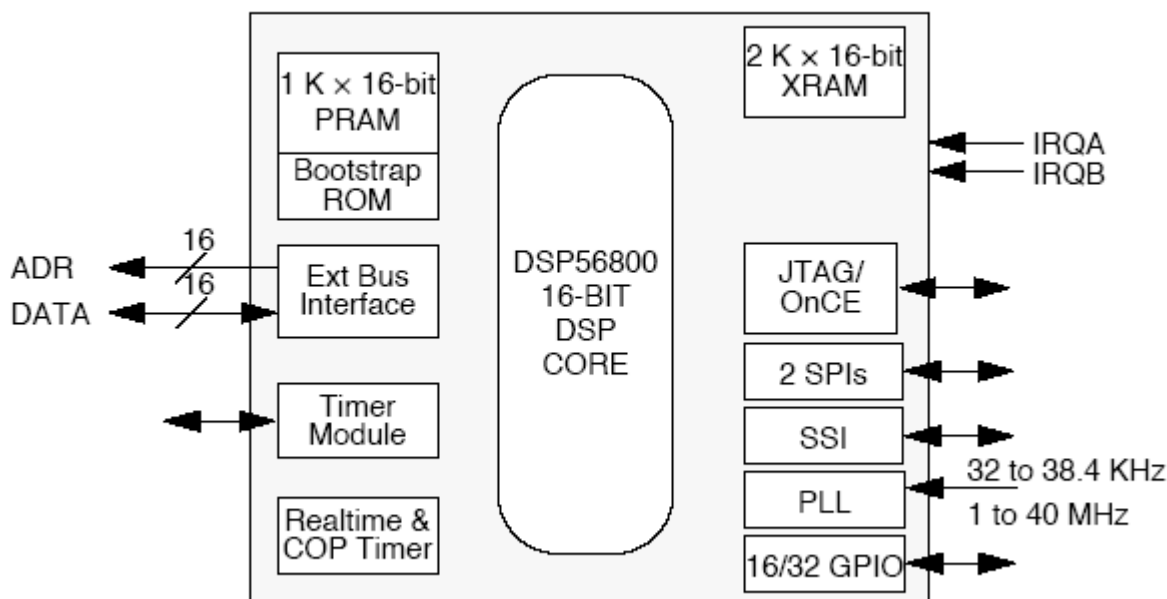 1 K × 16-bit
PRAM
Bootstrap
ROM
16
ADR
16
DATA
Ext Bus
Interface
Timer
Module
Realtime &
COP Timer
DSP56800
16-BIT
DSP
CORE
2 K × 16-bit
XRAM
IRQA
IRQB
JTAG/
OnCE
2 SPIs
SSI
PLL
32 to 38.4 KHz
1 to 40 MHz
16/32 GPIO